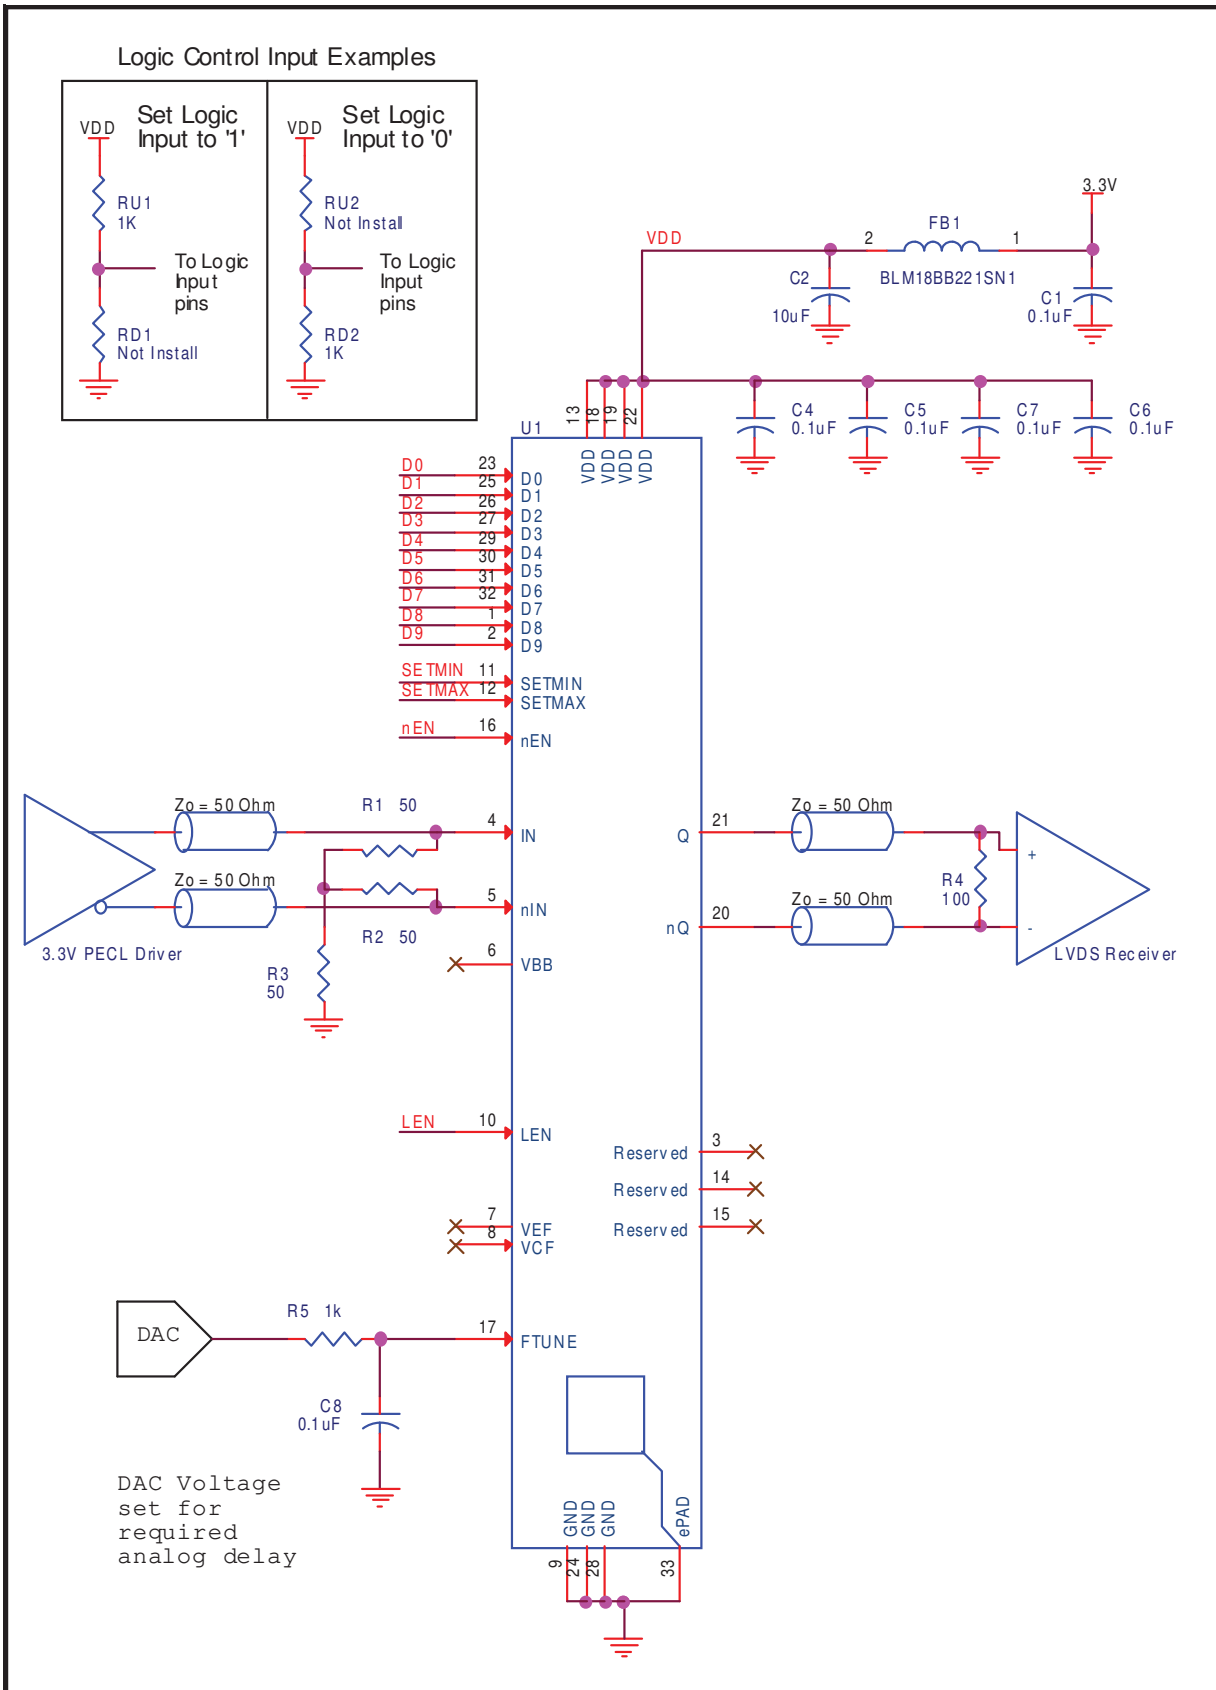 Logic Control Input Examples
Set Logic
Input to '1'
VDD
RU1
1K
To Logic
Input
pins
RD1
Not Install
Set Logic
Input to '0'
VDD
RU2
Not Install
To Logic
Input
pins
RD2
1K
3.3V
VDD
2
FB1
1
BLM18BB221SN1
C2
10uF
C1
0.1uF
C4
0.1uF
C5
0.1uF
C7
0.1uF
C6
0.1uF
U1
13
18
19
22
VDD
VDD
VDD
VDD
D0 23 D0
D1 25 D1
D2 26 D2
D3 27 D3
D4 29 D4
D5 30 D5
D6 31 D6
D7 32 D7
D8 1 D8
D9 2 D9
SETMIN 11 SETMIN
SETMAX 12 SETMAX
nEN 16 nEN
Zo = 50 Ohm
R1 50
4
IN
Zo = 50 Ohm
5
nIN
R2 50
3.3V PECL Driver
R3
50
6
VBB
21
Q
Zo = 50 Ohm
+
R4
100
20
nQ
Zo = 50 Ohm
-
LVDS Receiver
LEN 10 LEN
Reserved 3
Reserved 14
Reserved 15
7 VEF
8 VCF
DAC
R5 1k
17
FTUNE
C8
0.1uF
DAC Voltage
set for
required
analog delay
GND
GND
GND
ePAD
9
24
28
33